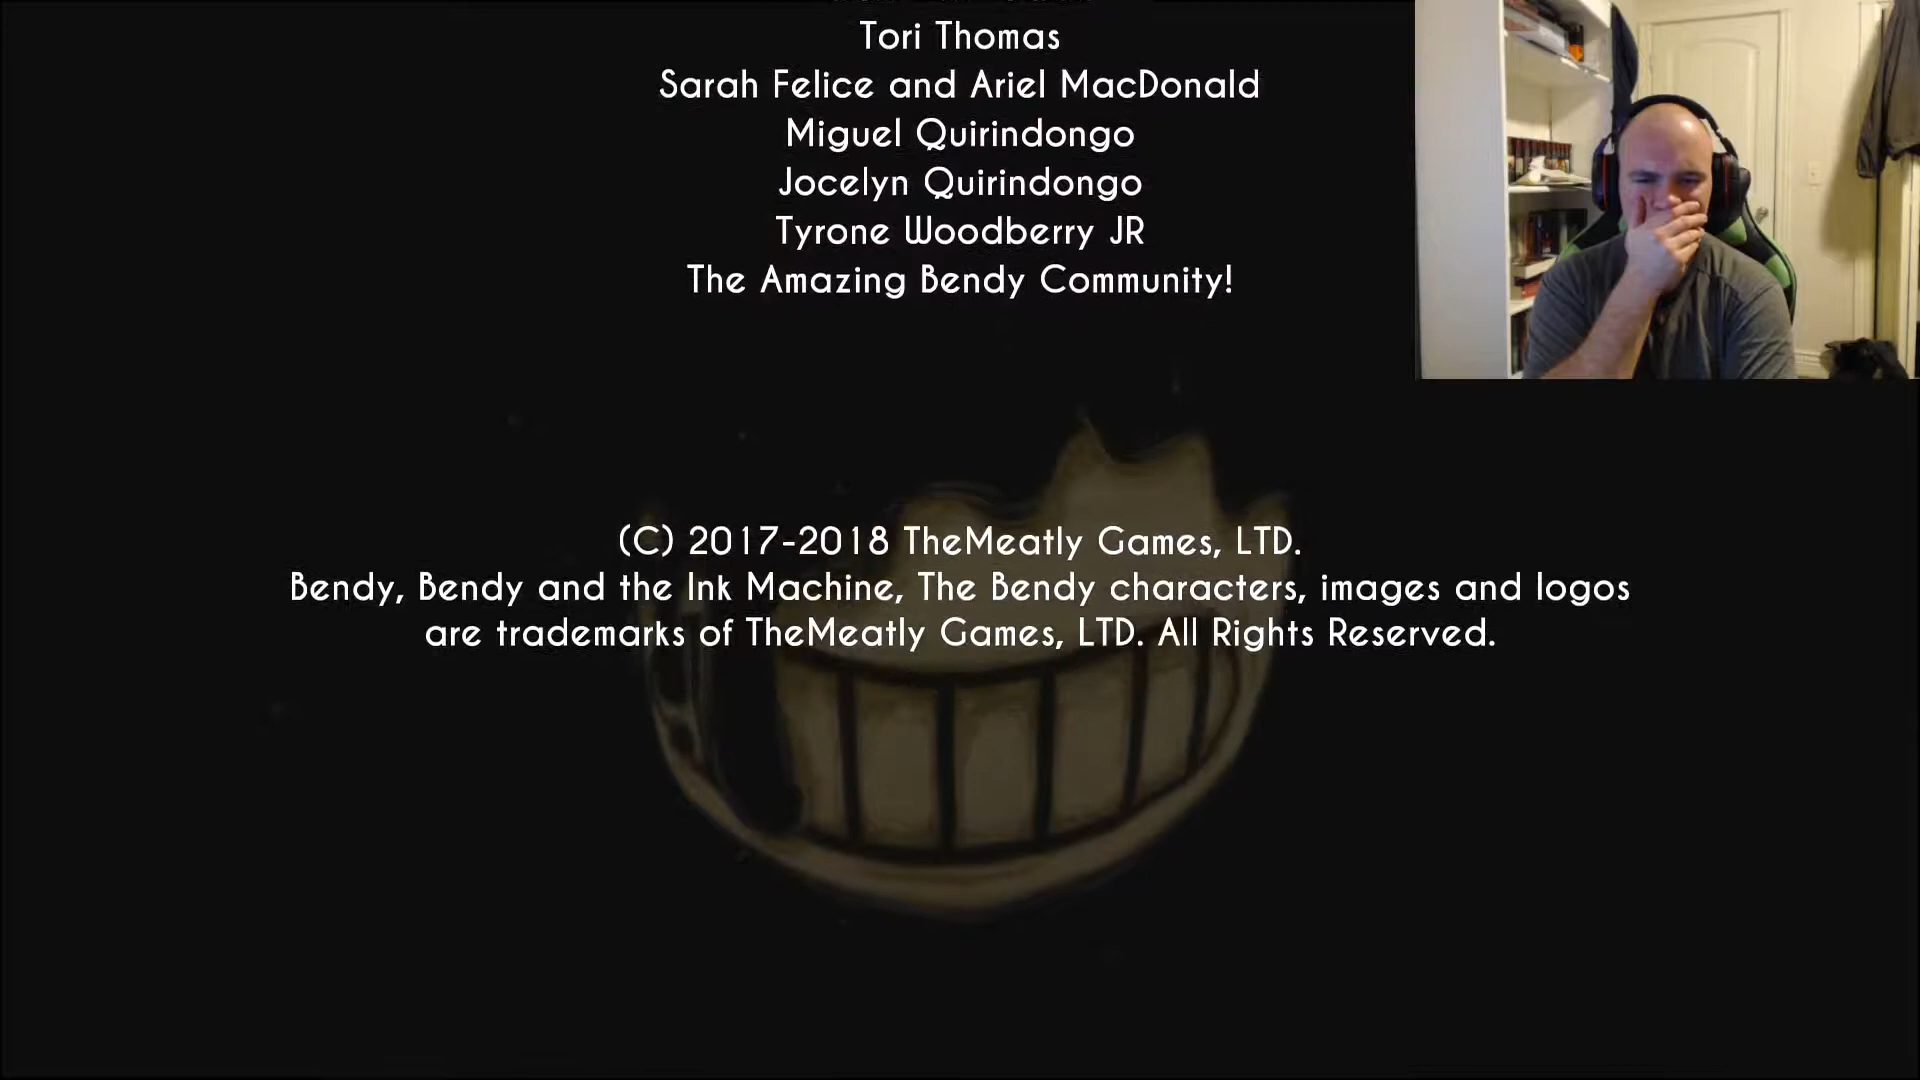 Tori Thomas
Sarah Felice and Ariel MacDonald
Miguel Quirindongo
Jocelyn Quirindongo
Tyrone Woodberry JR
The Amazing Bendy Community!
(C) 2017-2018 TheMeatly Games, LTD.
Bendy, Bendy and the Ink Machine, The Bendy characters, images and logos
are trademarks of TheMeatly Games, LTD. All Rights Reserved.